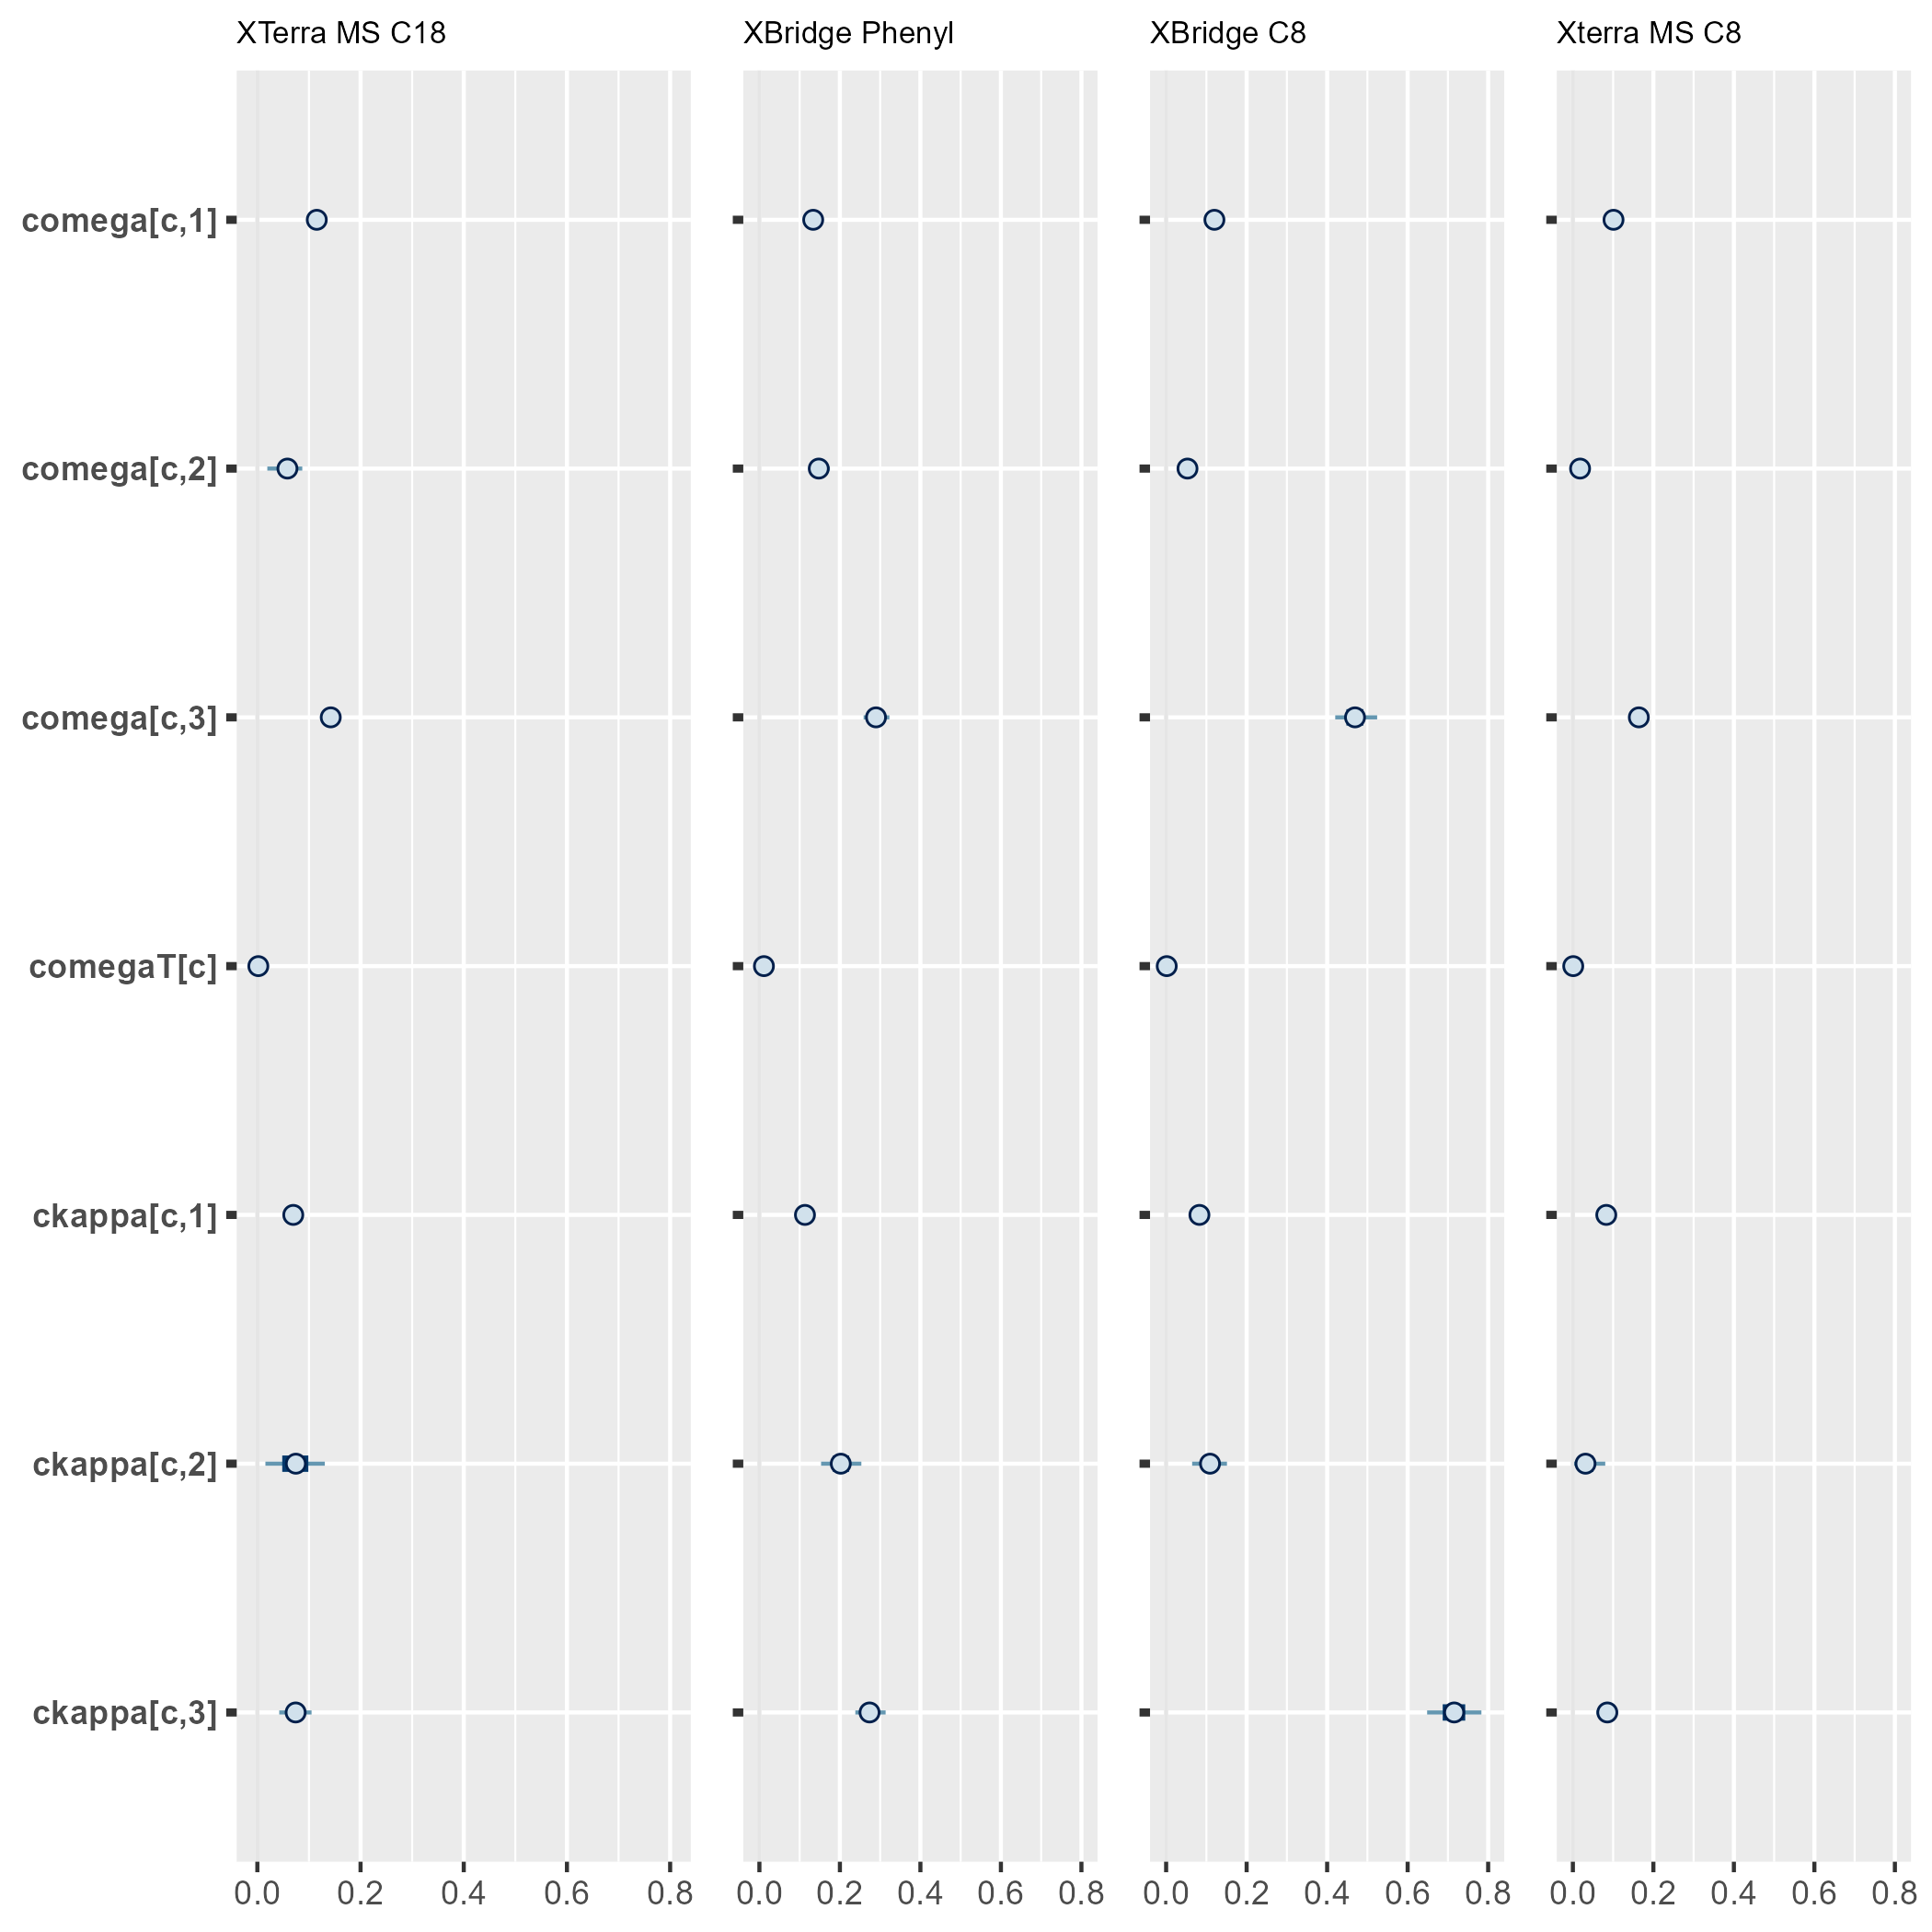 XTerra MS C18 XBridge Phenyl XBridge C8 Xterra MS C8
comega[c,1]
comega[c,2]
comega[c,3]
comegaT[c]
ckappa[c,1]
ckappa[c,2]
ckappa[c,3]
0.0 0.2 0.4 0.6 0.8 0.0 0.2 0.4 0.6 0.8 0.0 0.2 0.4 0.6 0.8 0.0 0.2 0.4 0.6 0.8